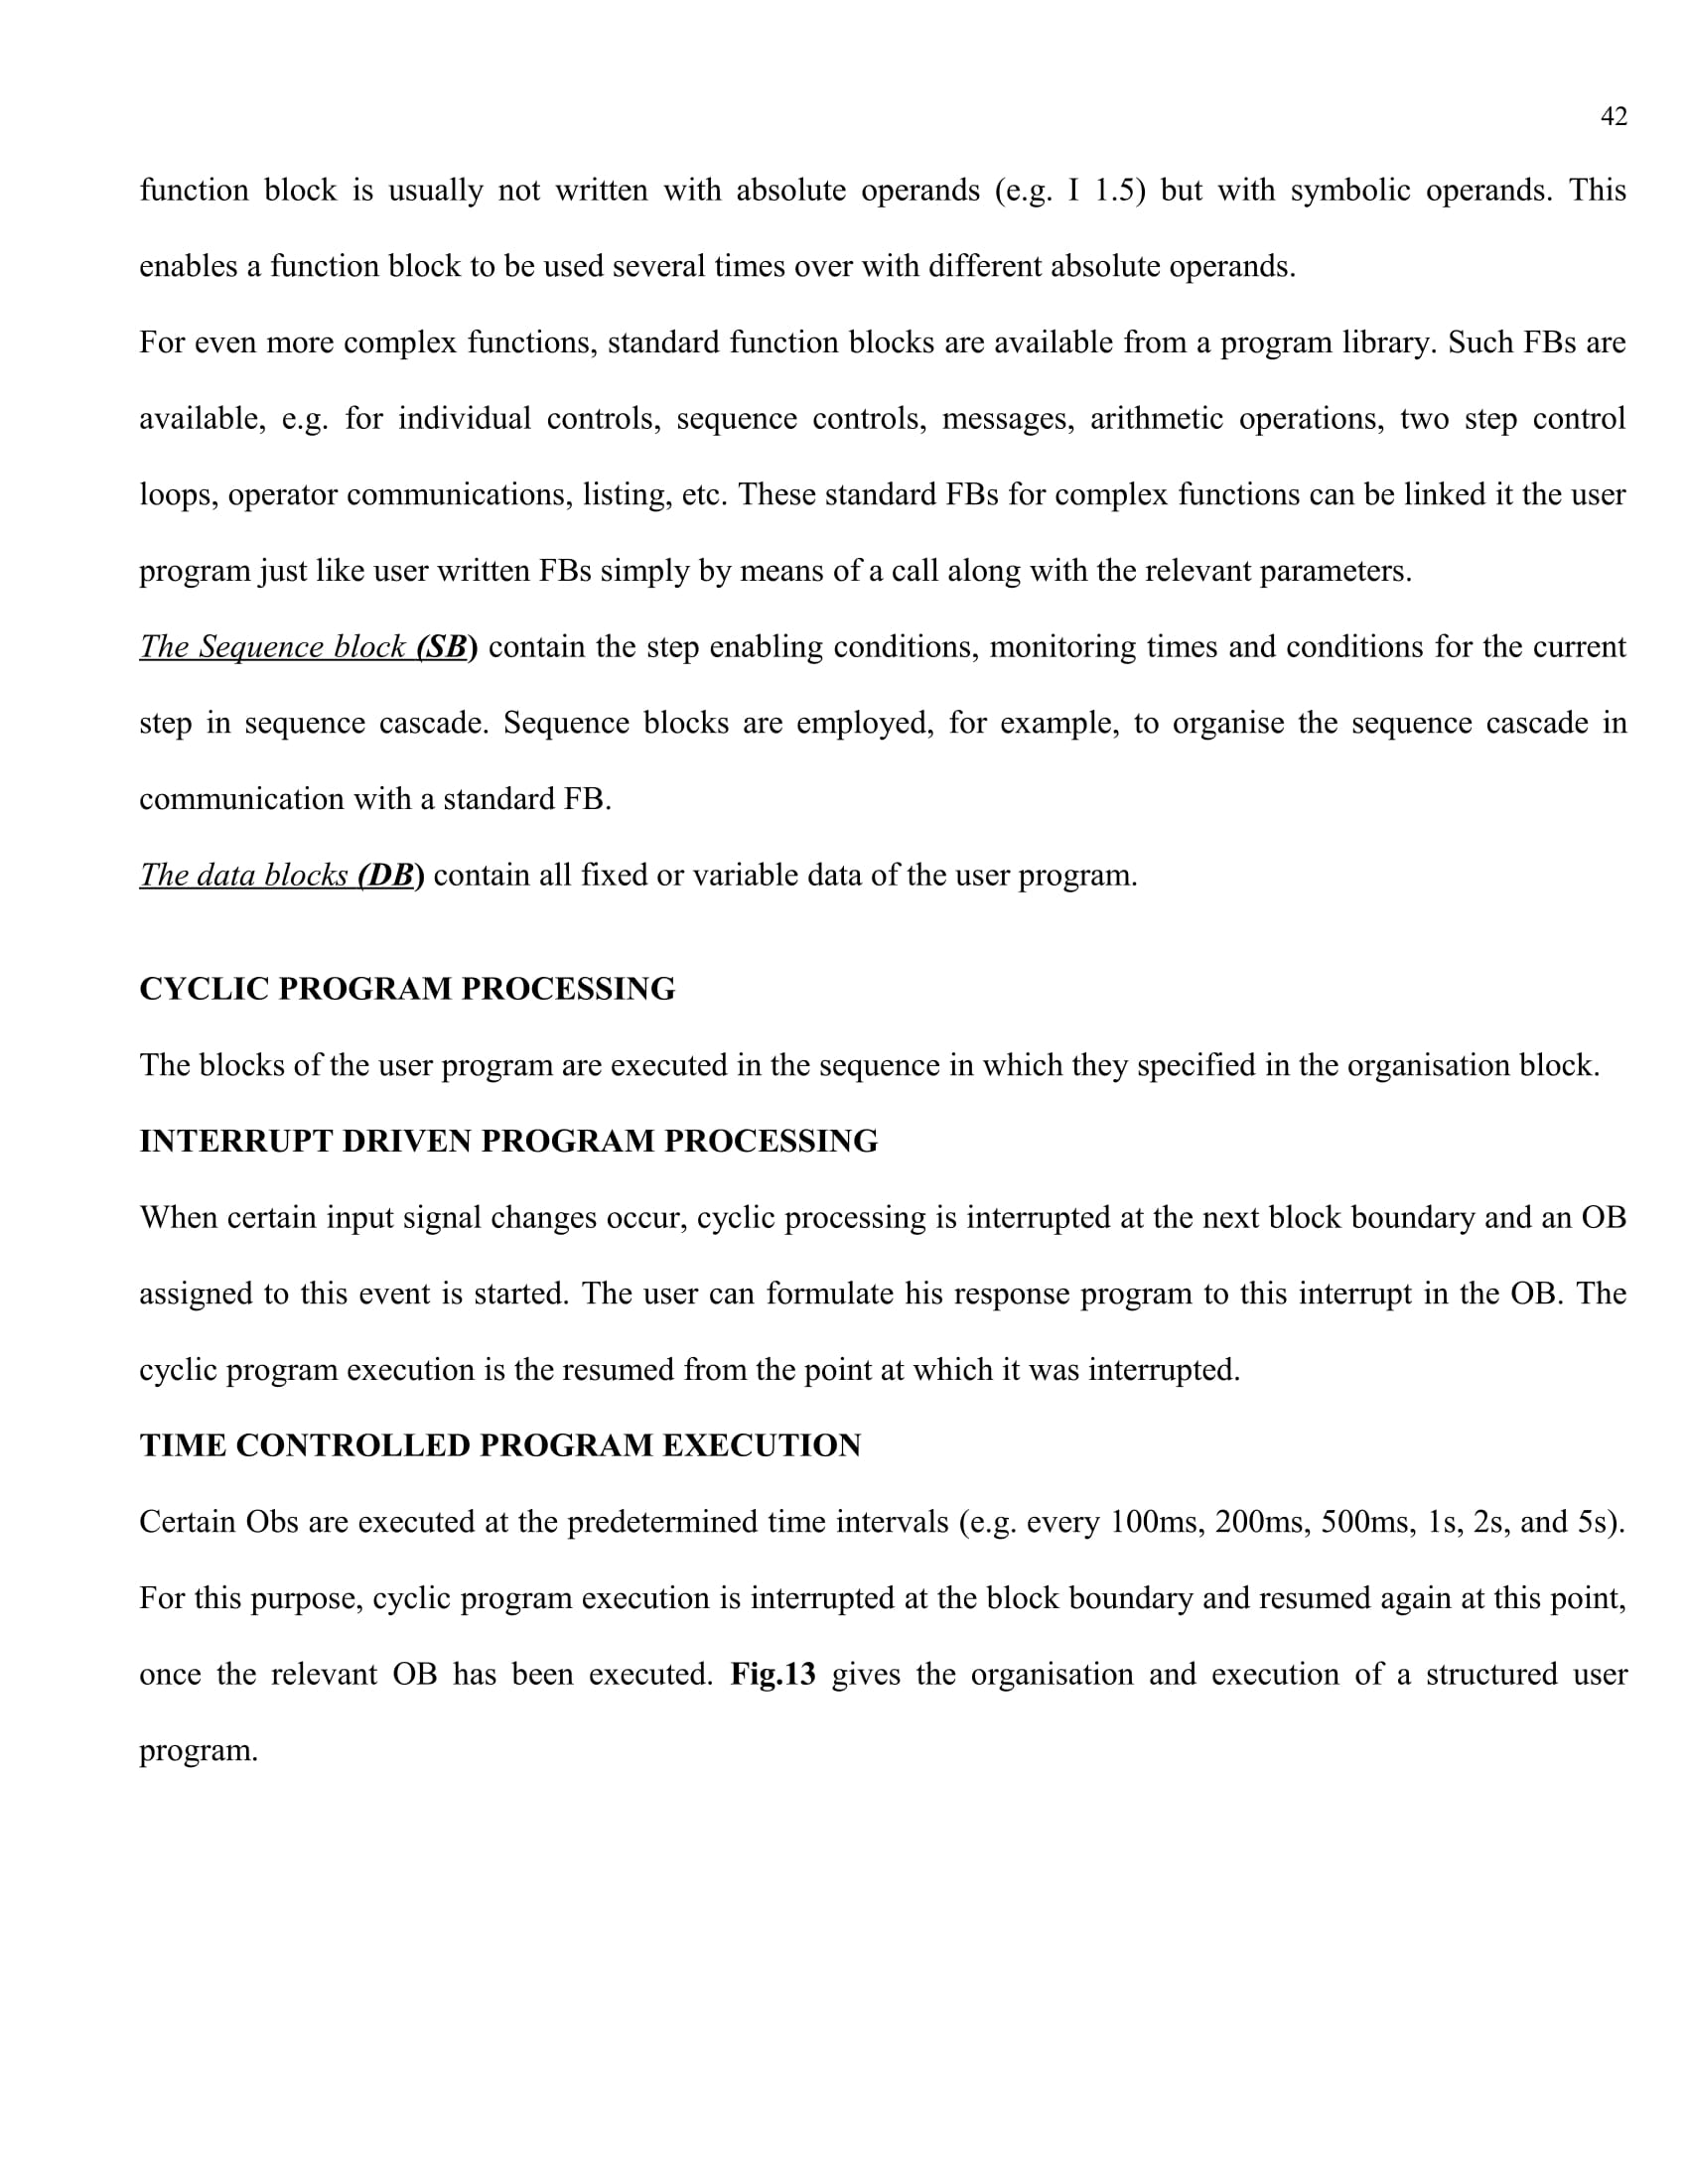 42
function block is usually not written with absolute operands (e.g. I 1.5) but with symbolic operands. This
enables a function block to be used several times over with different absolute operands.
For even more complex functions, standard function blocks are available from a program library. Such FBs are
available, e.g. for individual controls, sequence controls, messages, arithmetic operations, two step control
loops, operator communications, listing, etc. These standard FBs for complex functions can be linked it the user
program just like user written FBs simply by means of a call along with the relevant parameters.
The Sequence block (SB) contain the step enabling conditions, monitoring times and conditions for the current
step in sequence cascade. Sequence blocks are employed, for example, to organise the sequence cascade in
communication with a standard FB.
The data blocks (DB) contain all fixed or variable data of the user program.
CYCLIC PROGRAM PROCESSING
The blocks of the user program are executed in the sequence in which they specified in the organisation block.
INTERRUPT DRIVEN PROGRAM PROCESSING
When certain input signal changes occur, cyclic processing is interrupted at the next block boundary and an OB
assigned to this event is started. The user can formulate his response program to this interrupt in the OB. The
cyclic program execution is the resumed from the point at which it was interrupted.
TIME CONTROLLED PROGRAM EXECUTION
Certain Obs are executed at the predetermined time intervals (e.g. every 100ms, 200ms, 500ms, 1s, 2s, and 5s).
For this purpose, cyclic program execution is interrupted at the block boundary and resumed again at this point,
once the relevant OB has been executed. Fig.13 gives the organisation and execution of a structured user
program.